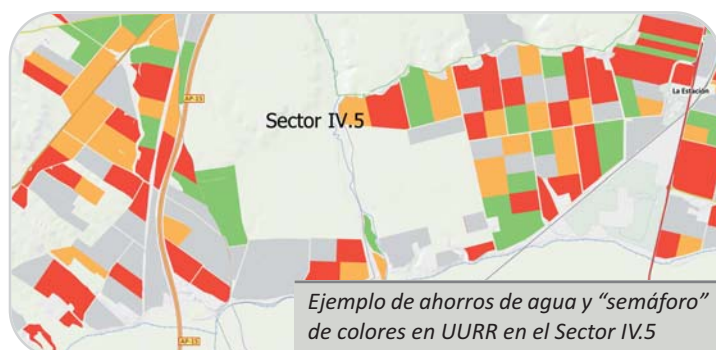 AP-15
Sector IV.5
La Estación
AP-15
Ejemplo de ahorros de agua y “semáforo”
de colores en UURR en el Sector IV.5